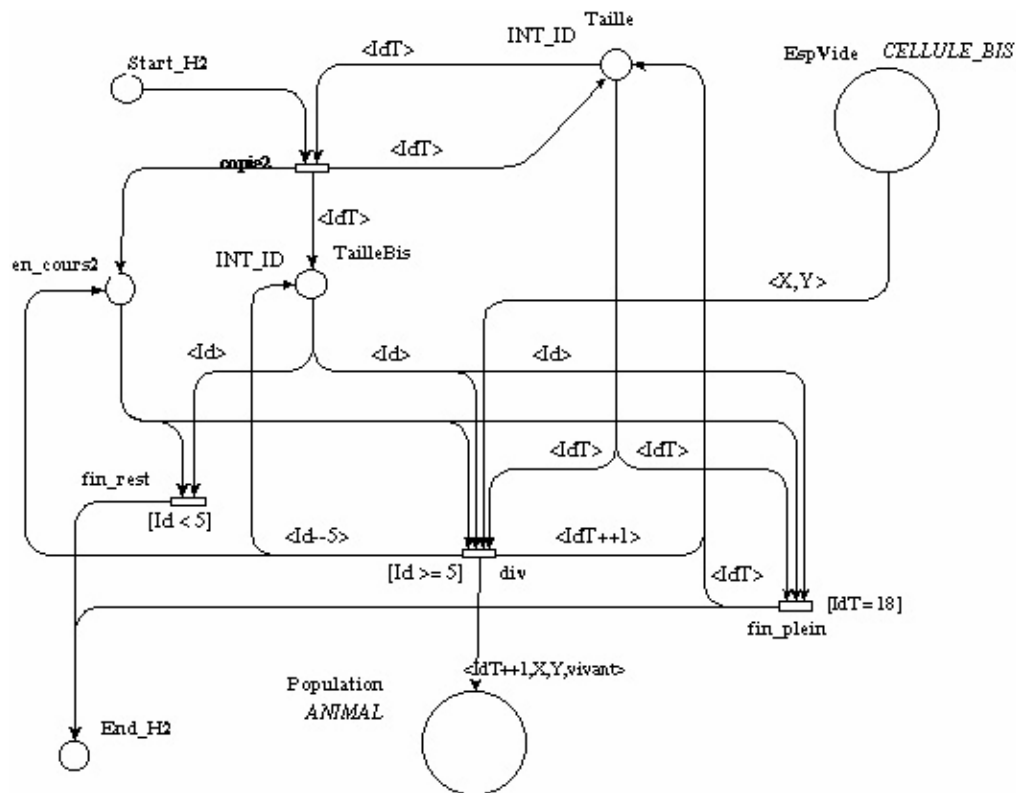 Taille
INT_ID
<IdT>
EspVide CELLULE_BIS
Start_H2
<IdT>
copie2
<IdT>
TailleBis
INT_ID
en_cours2
<X,Y>
<Id>
<Id>
<Id>
<IdT>
<IdT>
fin_rest
[Id < 5]
<Id--5>
<IdT++1>
[Id >= 5]
div
<IdT>
[IdT = 18]
fin_plein
<IdT++1,X,Y,vivant>
Population
ANIMAL
End_H2